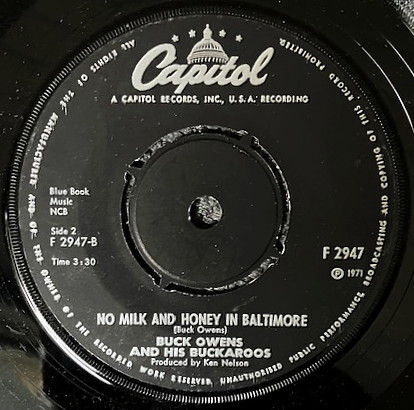 Capitol
A CAPITOL RECORDS, INC., U.S.A. RECORDING
Blue Book
Music
NCB
Side 2
F 2947-B
Time 3:30
F 2947
Ⓟ 1971
NO MILK AND HONEY IN BALTIMORE
(Buck Owens)
BUCK OWENS
AND HIS BUCKAROOS
Produced by Ken Nelson
ALL RIGHTS OF THE MANUFACTURER AND OF THE OWNER OF THE RECORDED WORK RESERVED. UNAUTHORISED PUBLIC PERFORMANCE BROADCASTING AND COPYING OF THIS RECORD PROHIBITED